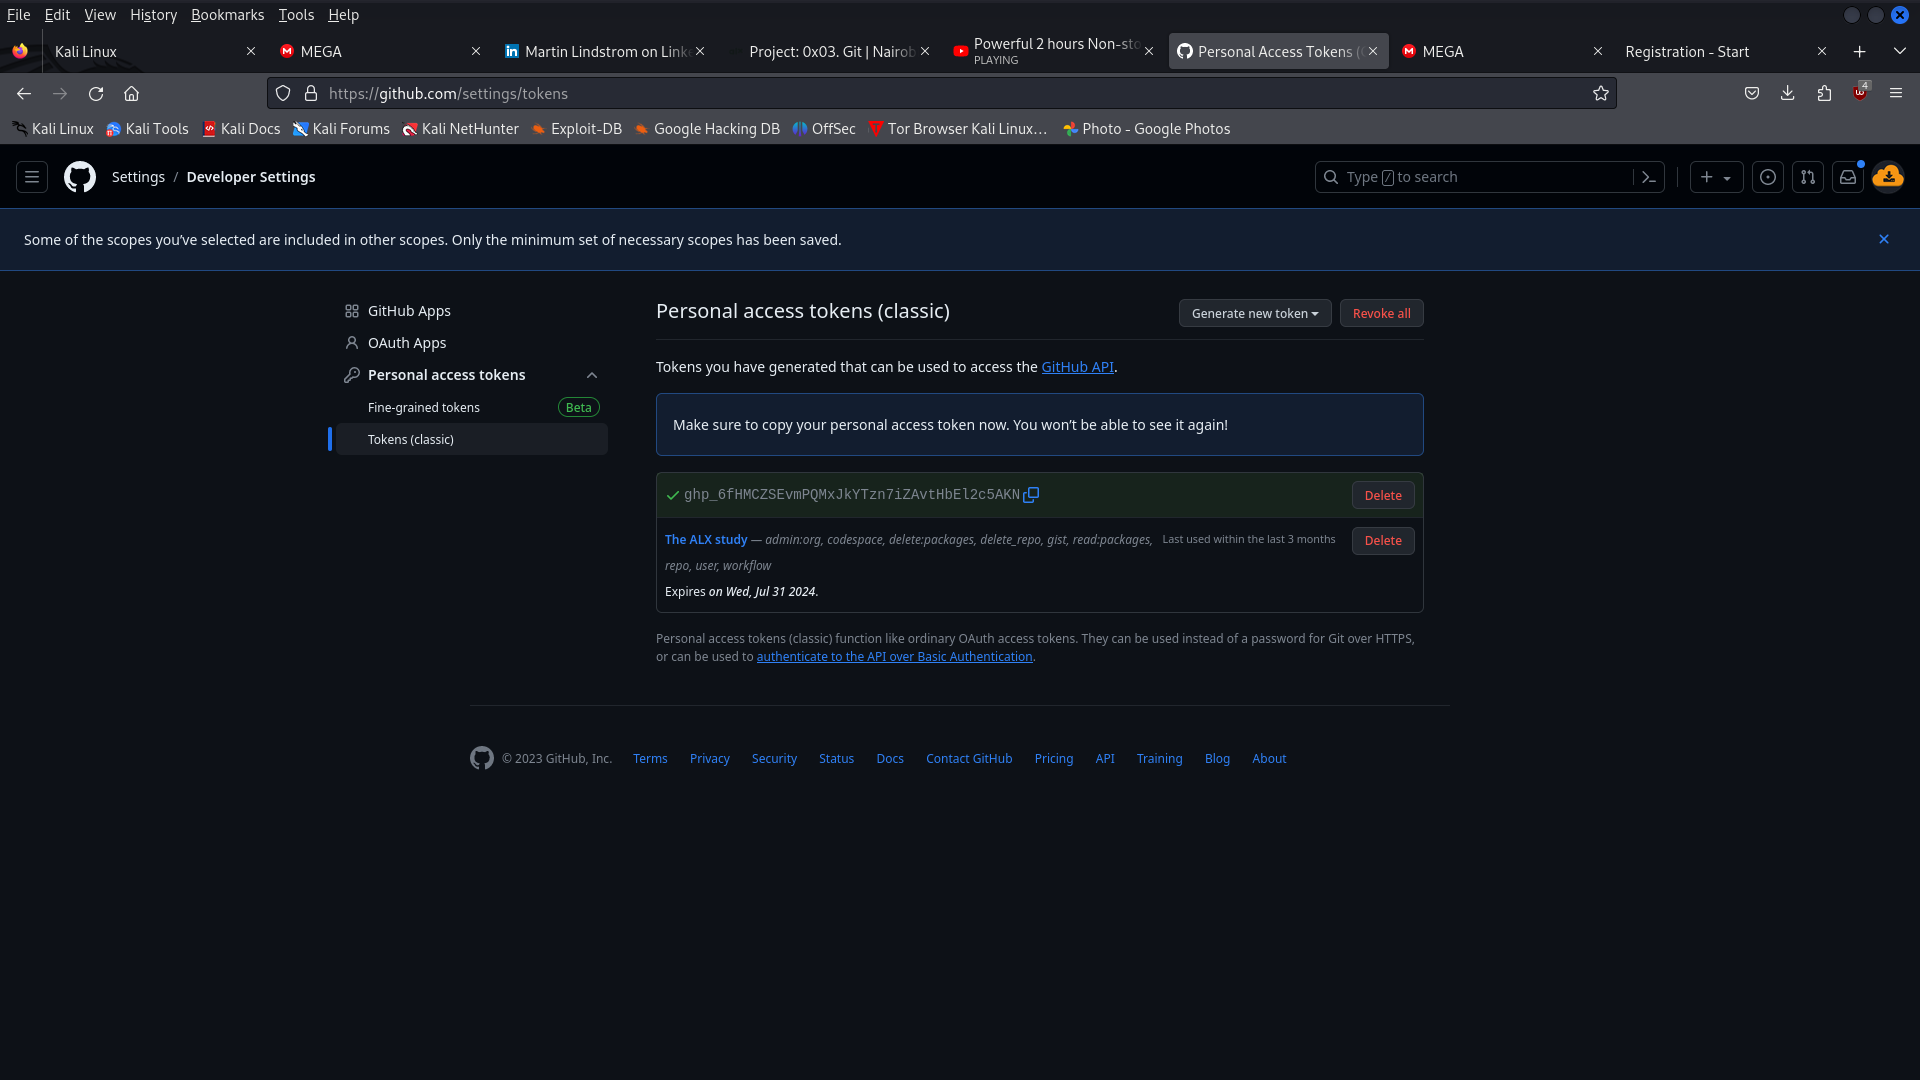 File Edit View History Bookmarks Tools Help
Kali Linux
MEGA
Martin Lindstrom on Link
Project: 0x03. Git | Nairob
Powerful 2 hours Non-sto
PLAYING
Personal Access Tokens (
MEGA
Registration - Start
https://github.com/settings/tokens
4
Kali Linux Kali Tools Kali Docs Kali Forums Kali NetHunter Exploit-DB Google Hacking DB OffSec Tor Browser Kali Linux… Photo - Google Photos
Settings / Developer Settings
Type / to search
Some of the scopes you’ve selected are included in other scopes. Only the minimum set of necessary scopes has been saved.
GitHub Apps
OAuth Apps
Personal access tokens
Fine-grained tokens Beta
Tokens (classic)
Personal access tokens (classic)
Generate new token
Revoke all
Tokens you have generated that can be used to access the GitHub API.
Make sure to copy your personal access token now. You won’t be able to see it again!
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
Delete
The ALX study — admin:org, codespace, delete:packages, delete_repo, gist, read:packages, Last used within the last 3 months
Delete
repo, user, workflow
Expires on Wed, Jul 31 2024.
Personal access tokens (classic) function like ordinary OAuth access tokens. They can be used instead of a password for Git over HTTPS,
or can be used to authenticate to the API over Basic Authentication.
© 2023 GitHub, Inc. Terms Privacy Security Status Docs Contact GitHub Pricing API Training Blog About